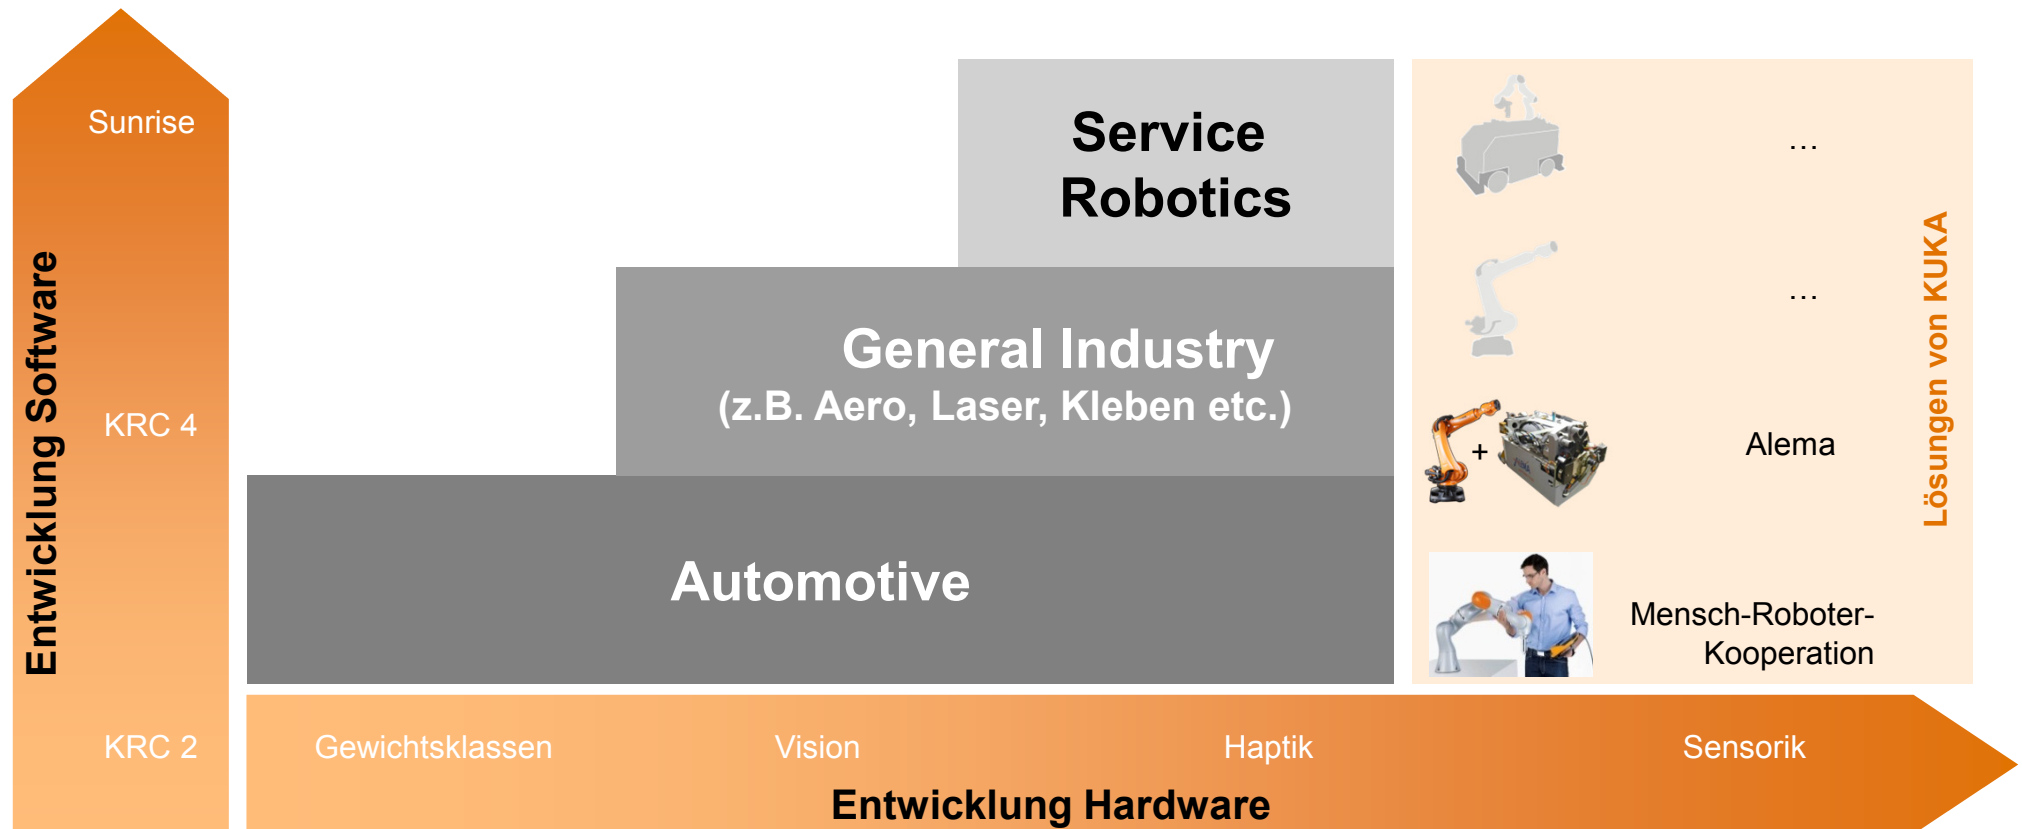 Sunrise
KRC 4
KRC 2
Entwicklung Software
Service
Robotics
General Industry
(z.B. Aero, Laser, Kleben etc.)
Automotive
…
…
+
Alema
Mensch-Roboter-
Kooperation
Lösungen von KUKA
Gewichtsklassen
Vision
Haptik
Sensorik
Entwicklung Hardware